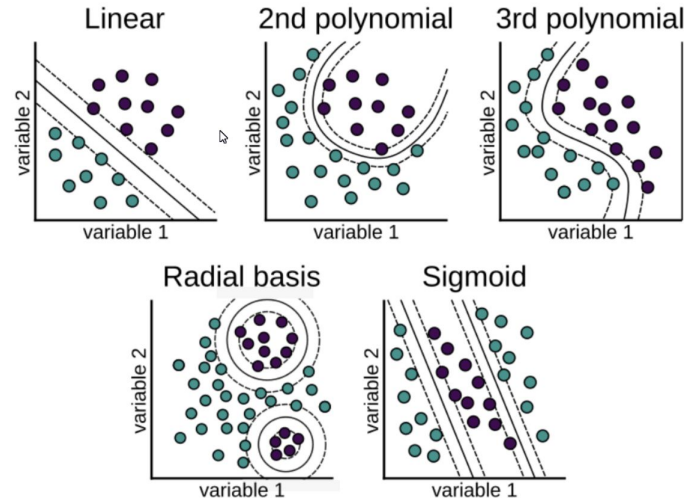 Linear
2nd polynomial
3rd polynomial
variable 2
variable 1
variable 2
variable 1
variable 2
variable 1
Radial basis
Sigmoid
variable 2
variable 1
variable 2
variable 1